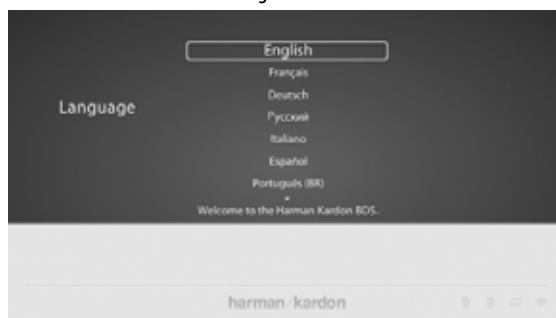 English
Français
Deutsch
Language
Русский
Italiano
Español
Português (BR)
Welcome to the Harman Kardon BDS.
harman/kardon